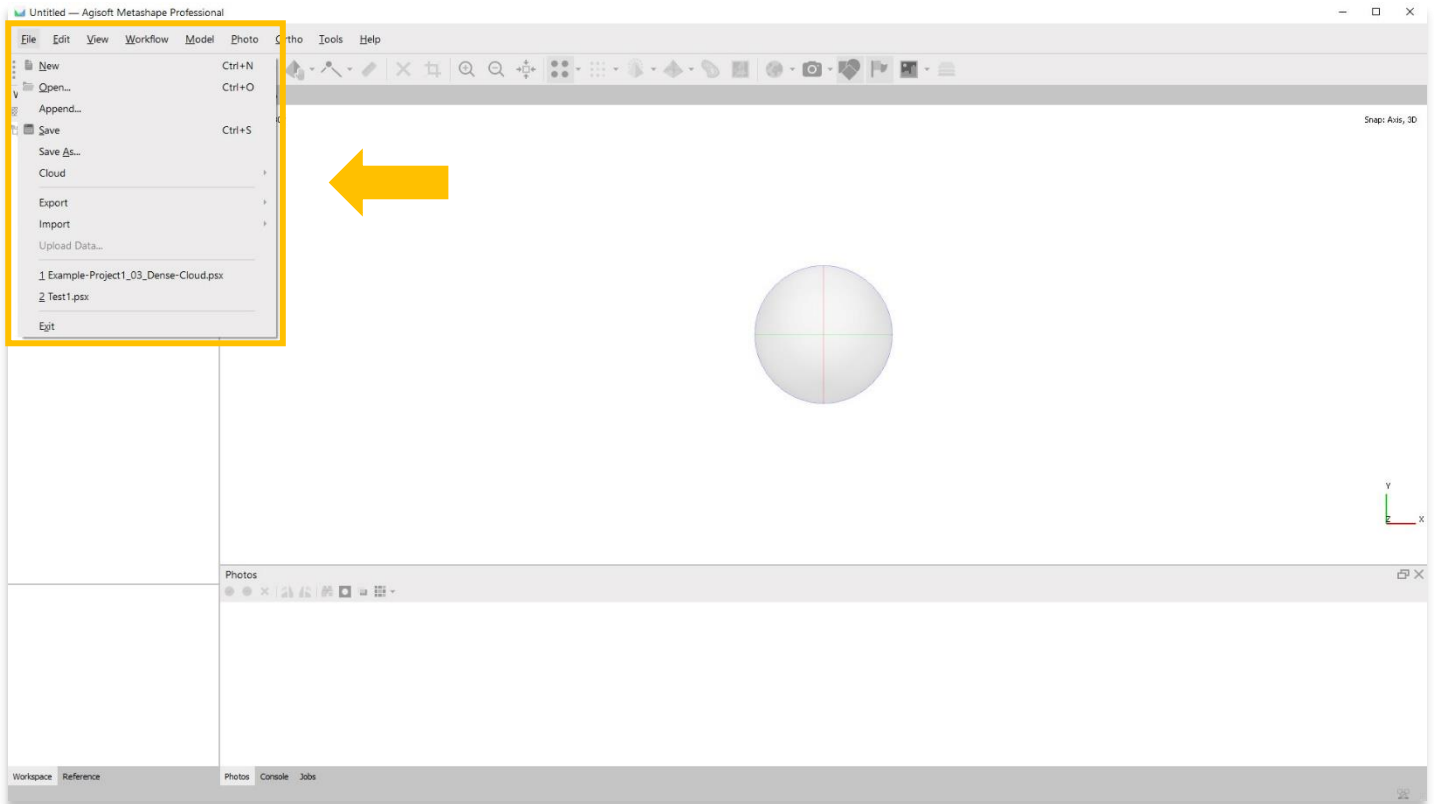 Untitled — Agisoft Metashape Professional
File Edit View Workflow Model Photo Ortho Tools Help
New Ctrl+N
Open... Ctrl+O
Append...
Save Ctrl+S
Save As...
Cloud
Export
Import
Upload Data...
1 Example-Project1_03_Dense-Cloud.psx
2 Test1.psx
Exit
Snap: Axis, 3D
Y
Z X
Photos
Workspace Reference Photos Console Jobs